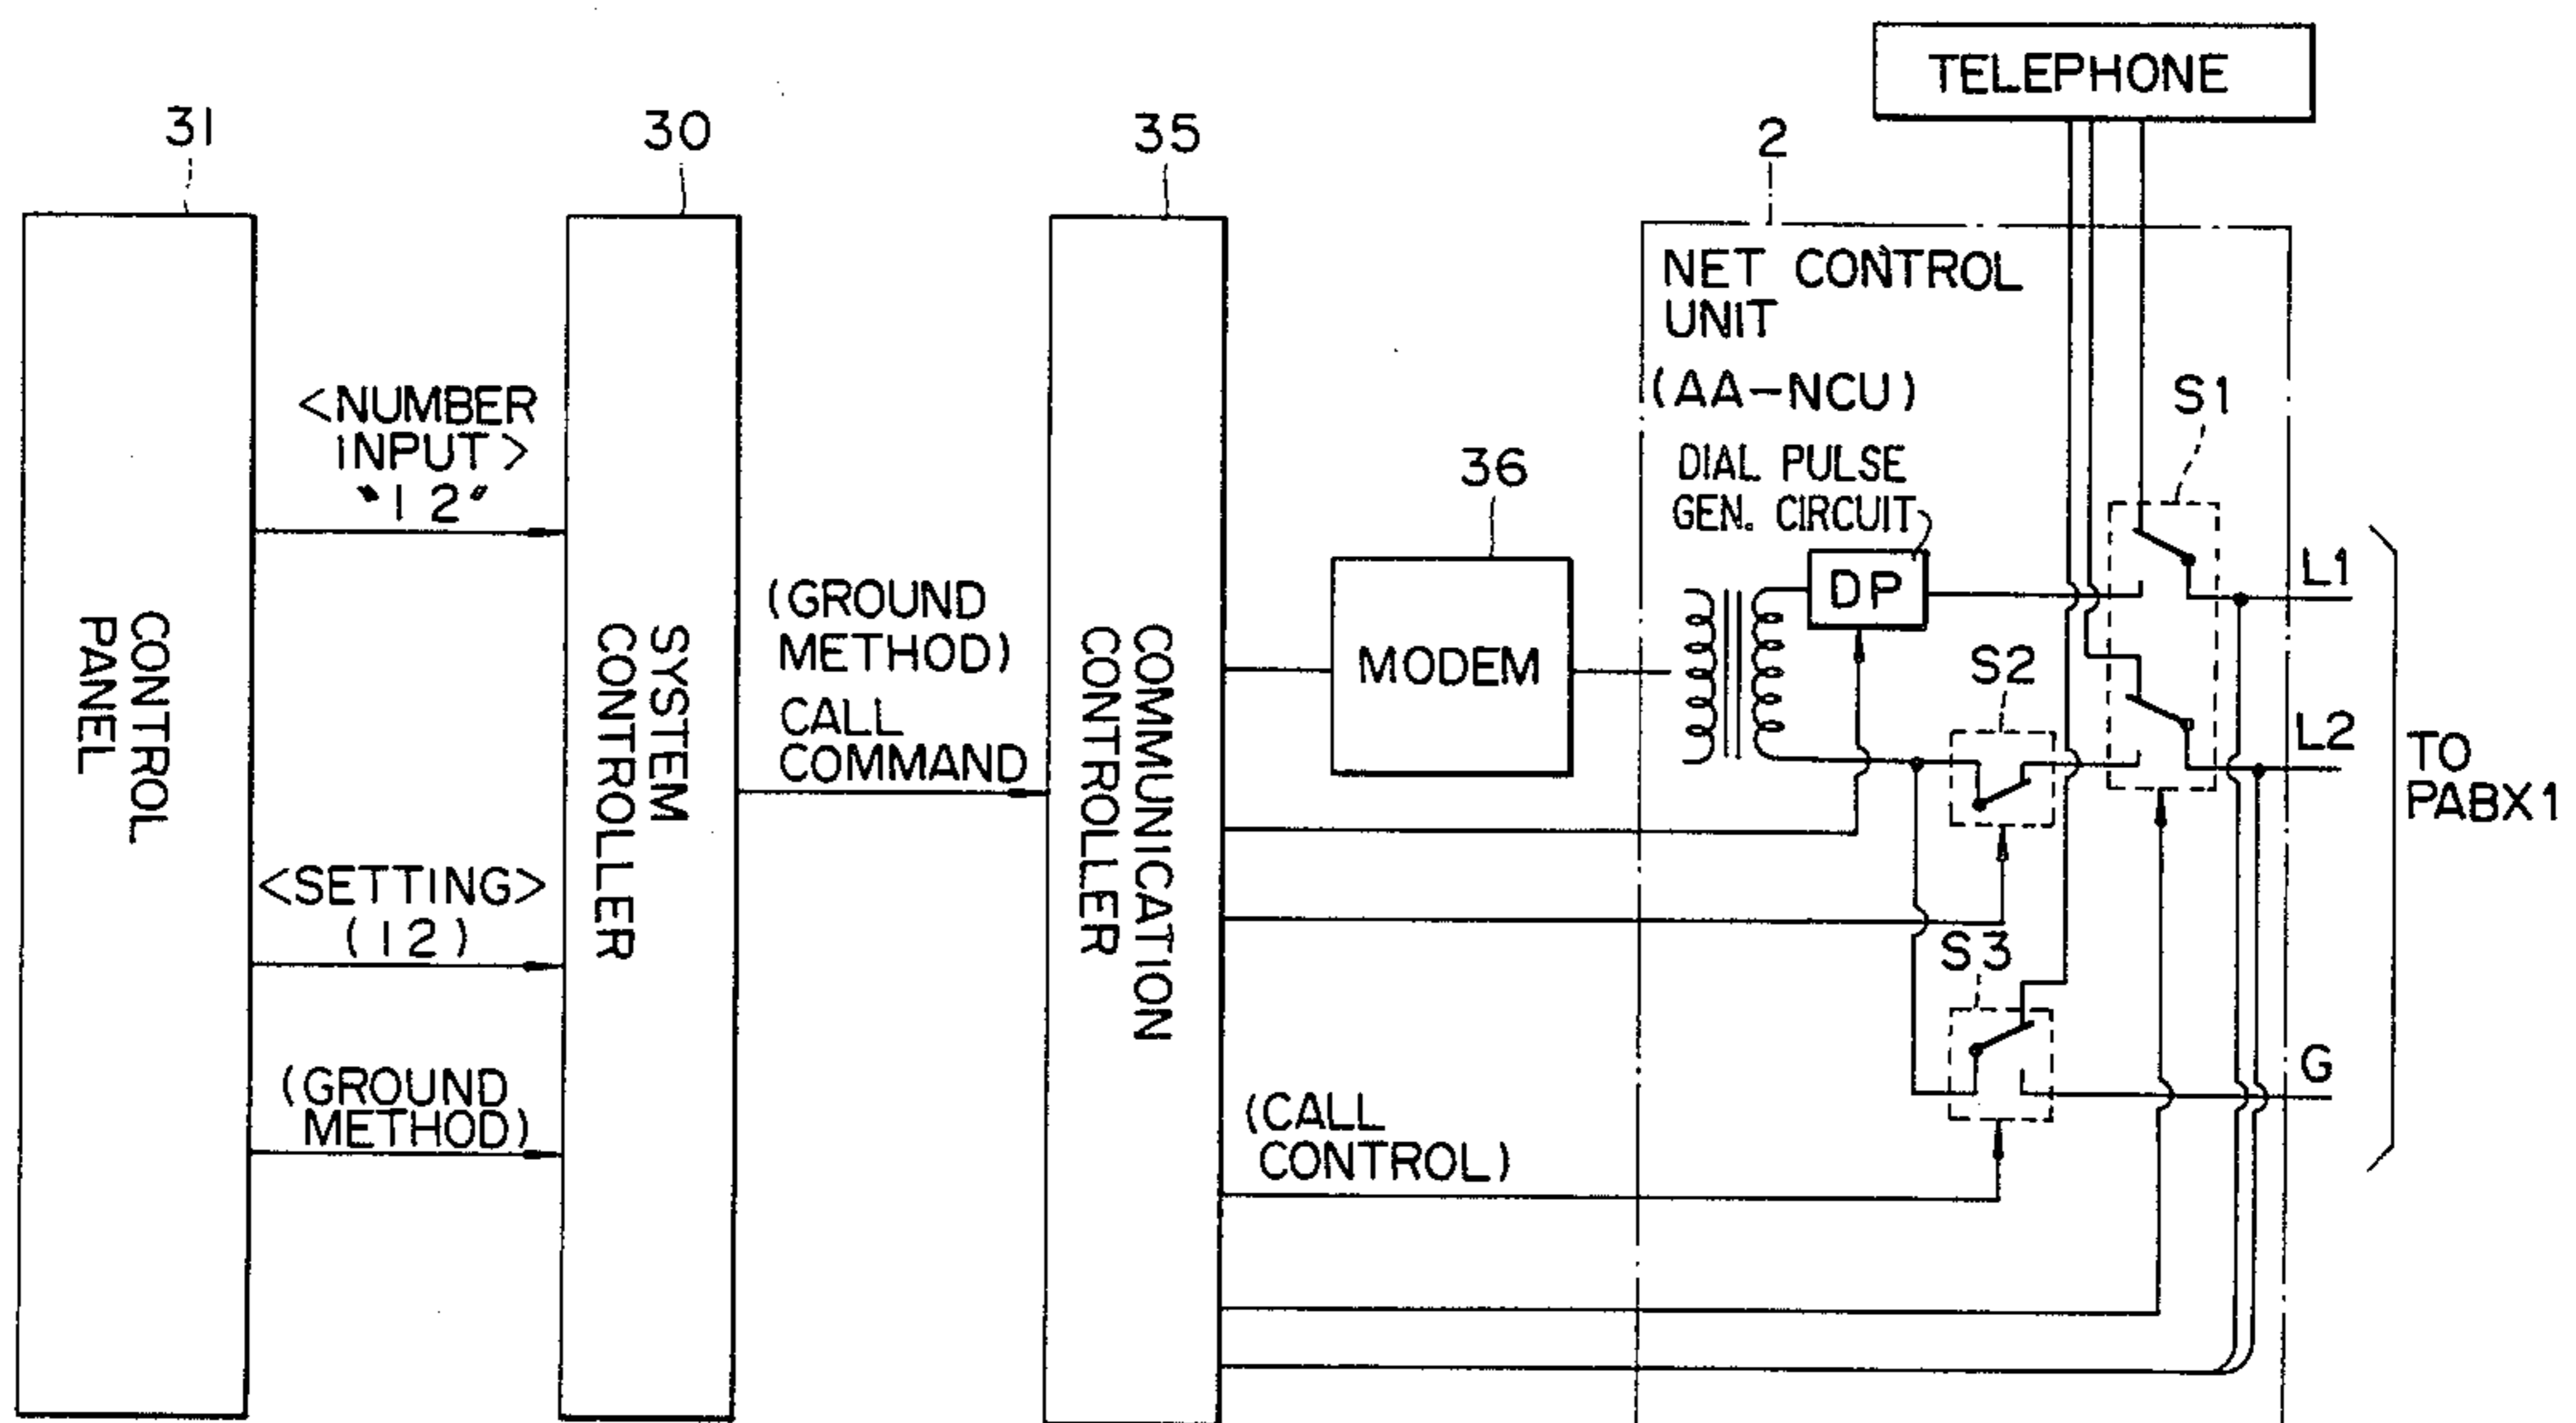 TELEPHONE
31
30
35
2
NET CONTROL
UNIT
(AA-NCU)
S1
<NUMBER
INPUT>
"12"
36
DIAL PULSE
GEN. CIRCUIT
DP
L1
(GROUND
METHOD)
CALL
COMMAND
MODEM
S2
L2
TO
PABX1
CONTROL
PANEL
SYSTEM
CONTROLLER
COMMUNICATION
CONTROLLER
<SETTING>
(12)
S3
(GROUND
METHOD)
G
(CALL
CONTROL)